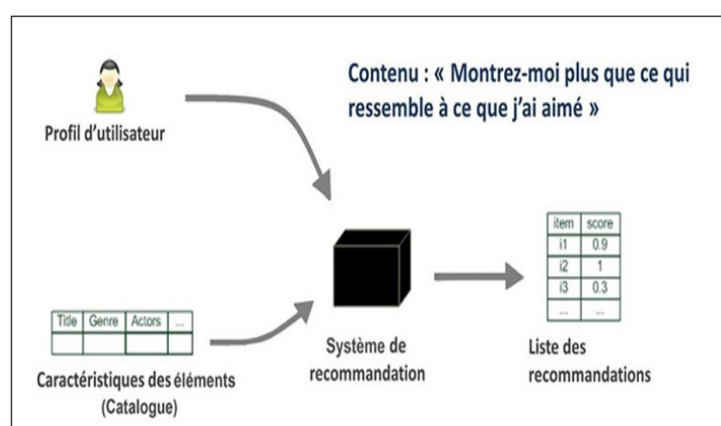 Contenu : « Montrez-moi plus que ce qui
ressemble à ce que j'ai aimé »
Profil d'utilisateur
item score
i1 0.9
i2 1
i3 0.3
... ...
Title Genre Actors ...
Caractéristiques des éléments
(Catalogue)
Système de
recommandation
Liste des
recommandations